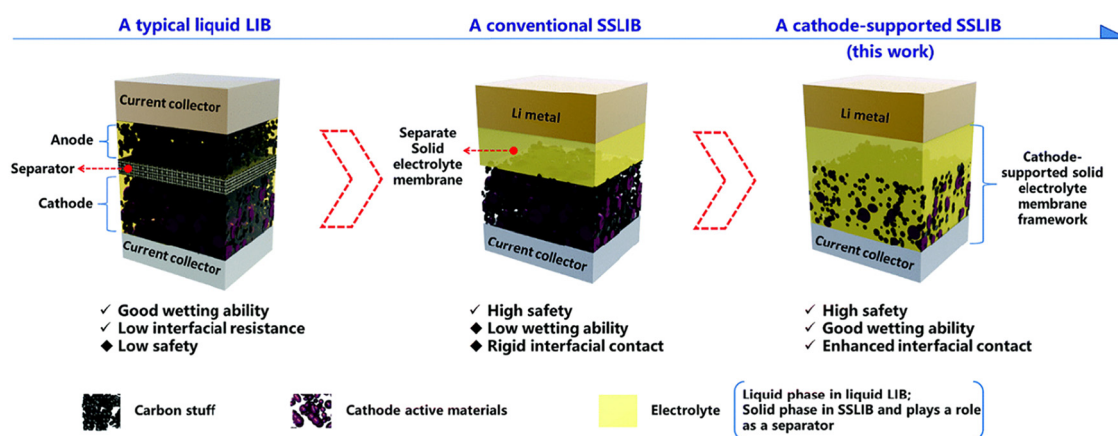 A typical liquid LIB
A conventional SSLIB
A cathode-supported SSLIB
(this work)
Current collector
Anode
Separator
Cathode
Current collector
Li metal
Separate
Solid
electrolyte
membrane
Current collector
Li metal
Current collector
Cathode-
supported solid
electrolyte
membrane
framework
✓ Good wetting ability
✓ Low interfacial resistance
◆ Low safety
✓ High safety
◆ Low wetting ability
◆ Rigid interfacial contact
✓ High safety
✓ Good wetting ability
✓ Enhanced interfacial contact
Carbon stuff
Cathode active materials
Electrolyte
Liquid phase in liquid LIB;
Solid phase in SSLIB and plays a role
as a separator